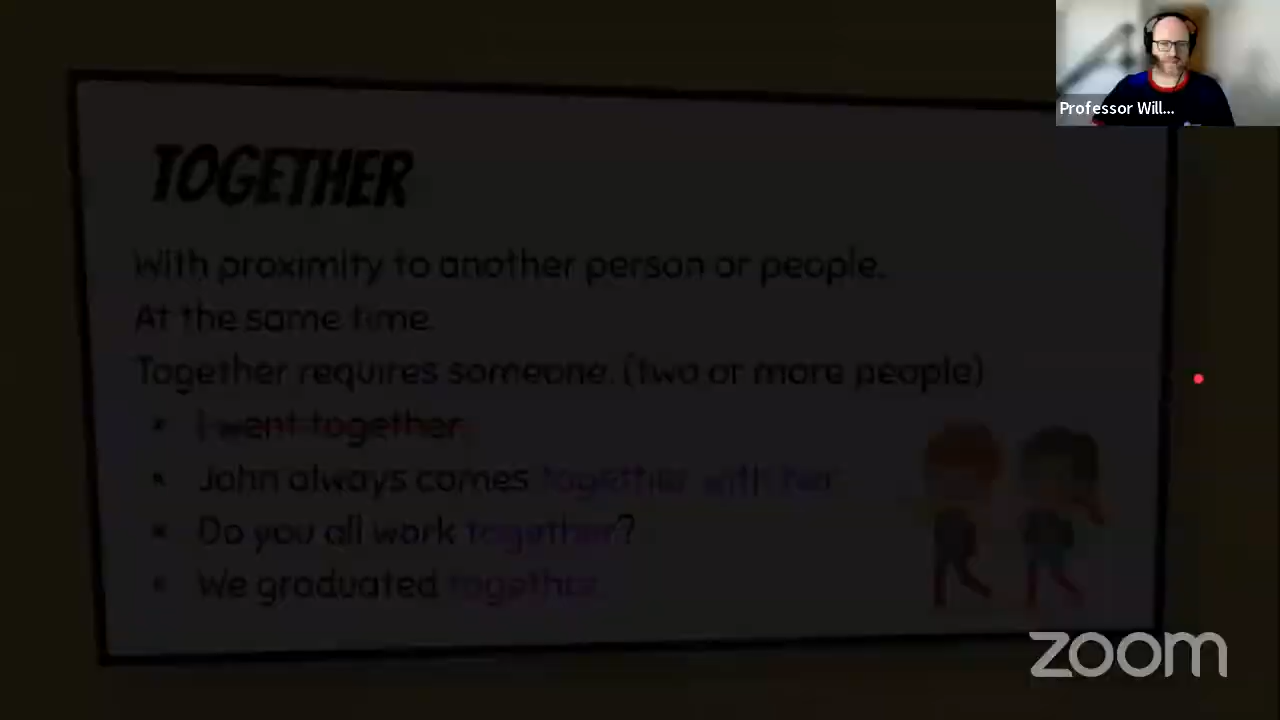 Professor Will...
TOGETHER
With proximity to another person or people.
At the same time.
Together requires someone. (two or more people)
I went together.
John always comes together with her.
Do you all work together?
We graduated together.
zoom